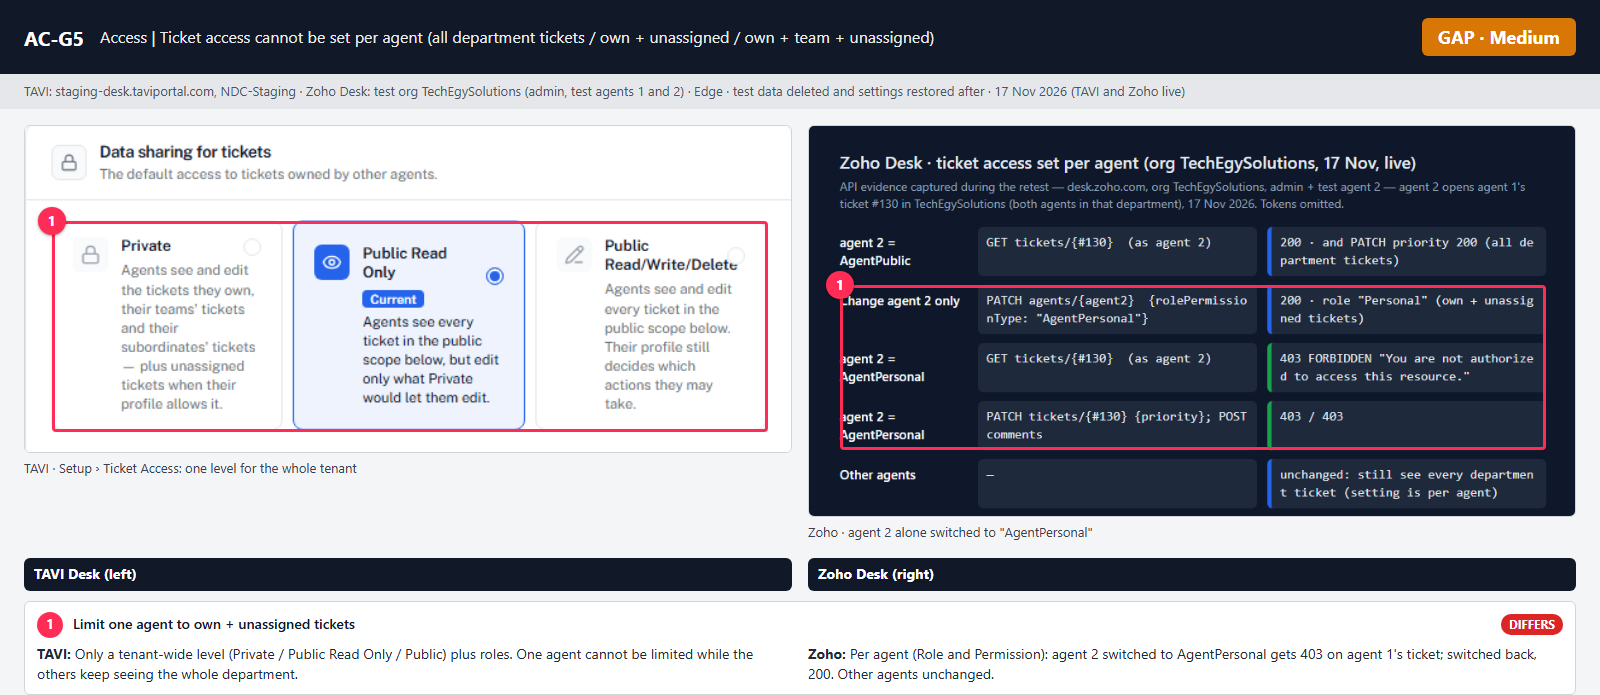 AC-G5 Access | Ticket access cannot be set per agent (all department tickets / own + unassigned / own + team + unassigned)
GAP · Medium
TAVI: staging-desk.taviportal.com, NDC-Staging · Zoho Desk: test org TechEgySolutions (admin, test agents 1 and 2) · Edge · test data deleted and settings restored after · 17 Nov 2026 (TAVI and Zoho live)
Data sharing for tickets
The default access to tickets owned by other agents.
1
Private
Agents see and edit
the tickets they own,
their teams' tickets
and their
subordinates' tickets
— plus unassigned
tickets when their
profile allows it.
Public Read
Only
Current
Agents see every
ticket in the public
scope below, but edit
only what Private
would let them edit.
Public
Read/Write/Delete
Agents see and edit
every ticket in the
public scope below.
Their profile still
decides which
actions they may
take.
TAVI · Setup › Ticket Access: one level for the whole tenant
Zoho Desk · ticket access set per agent (org TechEgySolutions, 17 Nov, live)
API evidence captured during the retest — desk.zoho.com, org TechEgySolutions, admin + test agent 2 — agent 2 opens agent 1's
ticket #130 in TechEgySolutions (both agents in that department), 17 Nov 2026. Tokens omitted.
agent 2 =
AgentPublic
GET tickets/{#130} (as agent 2)
200 · and PATCH priority 200 (all de
partment tickets)
1
Change agent 2 only
PATCH agents/{agent2} {rolePermissio
nType: "AgentPersonal"}
200 · role "Personal" (own + unassig
ned tickets)
agent 2 =
AgentPersonal
GET tickets/{#130} (as agent 2)
403 FORBIDDEN "You are not authorize
d to access this resource."
agent 2 =
AgentPersonal
PATCH tickets/{#130} {priority}; POST
comments
403 / 403
Other agents
—
unchanged: still see every departmen
t ticket (setting is per agent)
Zoho · agent 2 alone switched to "AgentPersonal"
TAVI Desk (left)
Zoho Desk (right)
1 Limit one agent to own + unassigned tickets
DIFFERS
TAVI: Only a tenant-wide level (Private / Public Read Only / Public) plus roles. One agent cannot be limited while the
others keep seeing the whole department.
Zoho: Per agent (Role and Permission): agent 2 switched to AgentPersonal gets 403 on agent 1's ticket; switched back,
200. Other agents unchanged.